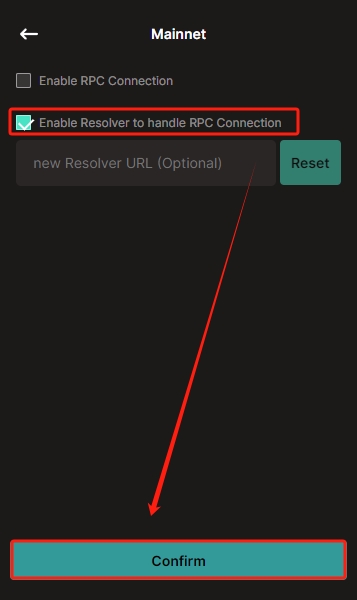 Mainnet
Enable RPC Connection
Enable Resolver to handle RPC Connection
new Resolver URL (Optional)
Reset
Confirm